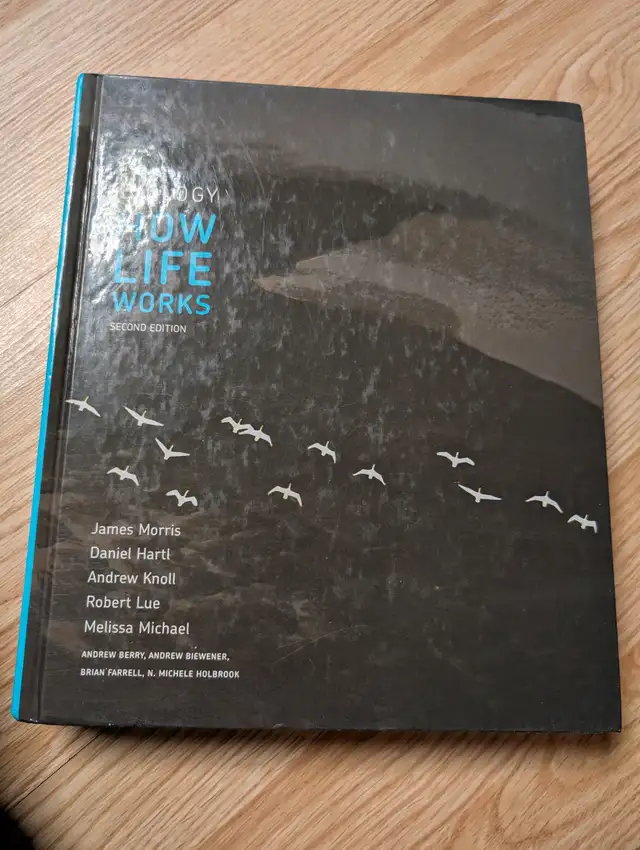 BIOLOGY
HOW
LIFE
WORKS
SECOND EDITION
James Morris
Daniel Hartl
Andrew Knoll
Robert Lue
Melissa Michael
ANDREW BERRY, ANDREW BIEWENER,
BRIAN FARRELL, N. MICHELE HOLBROOK